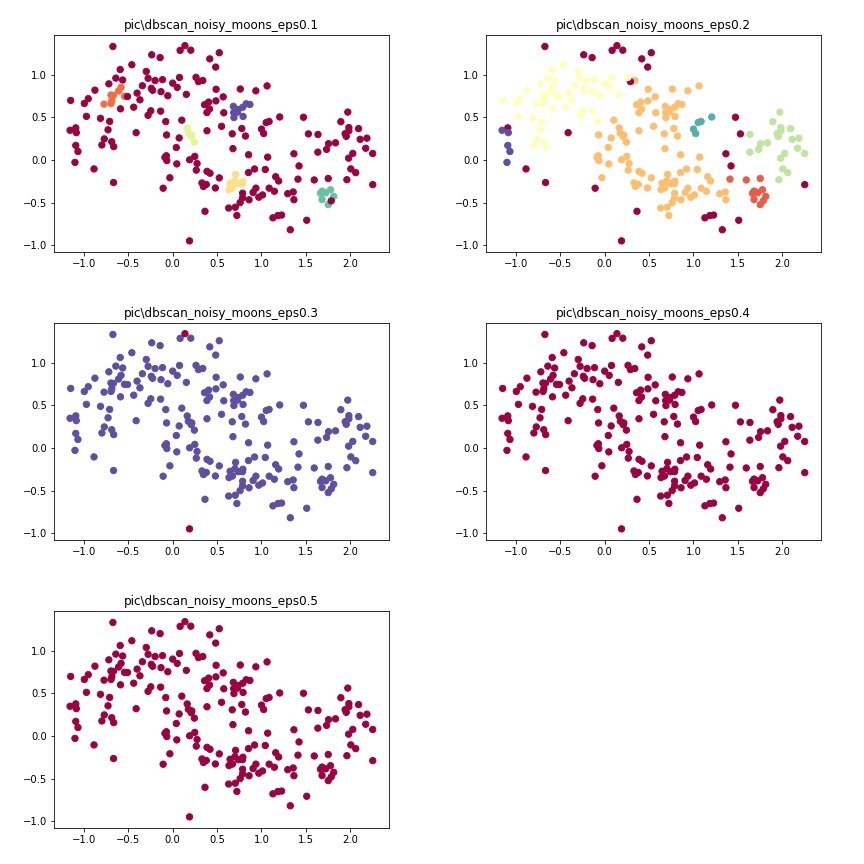 pic\dbscan_noisy_moons_eps0.1
1.0
0.5
0.0
−0.5
−1.0
−1.0 −0.5 0.0 0.5 1.0 1.5 2.0
pic\dbscan_noisy_moons_eps0.2
1.0
0.5
0.0
−0.5
−1.0
−1.0 −0.5 0.0 0.5 1.0 1.5 2.0
pic\dbscan_noisy_moons_eps0.3
1.0
0.5
0.0
−0.5
−1.0
−1.0 −0.5 0.0 0.5 1.0 1.5 2.0
pic\dbscan_noisy_moons_eps0.4
1.0
0.5
0.0
−0.5
−1.0
−1.0 −0.5 0.0 0.5 1.0 1.5 2.0
pic\dbscan_noisy_moons_eps0.5
1.0
0.5
0.0
−0.5
−1.0
−1.0 −0.5 0.0 0.5 1.0 1.5 2.0